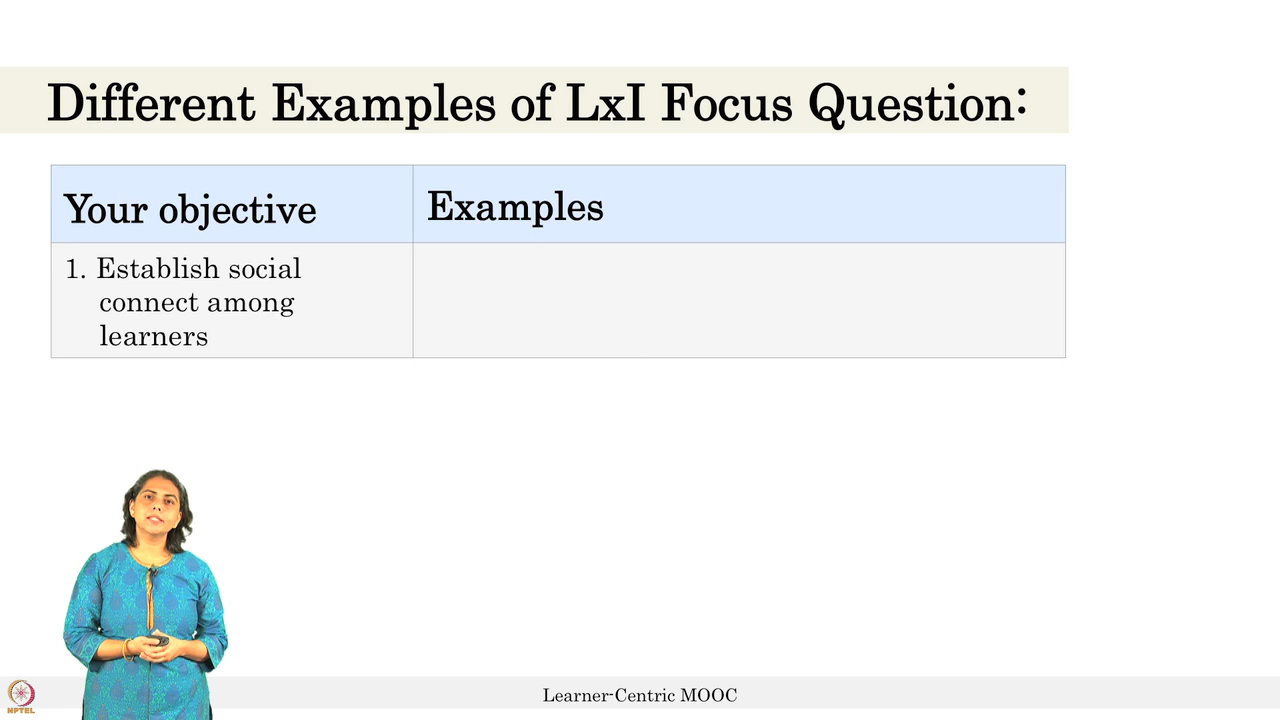 Different Examples of LxI Focus Question:
Your objective
Examples
1. Establish social
connect among
learners
Learner-Centric MOOC
NPTEL